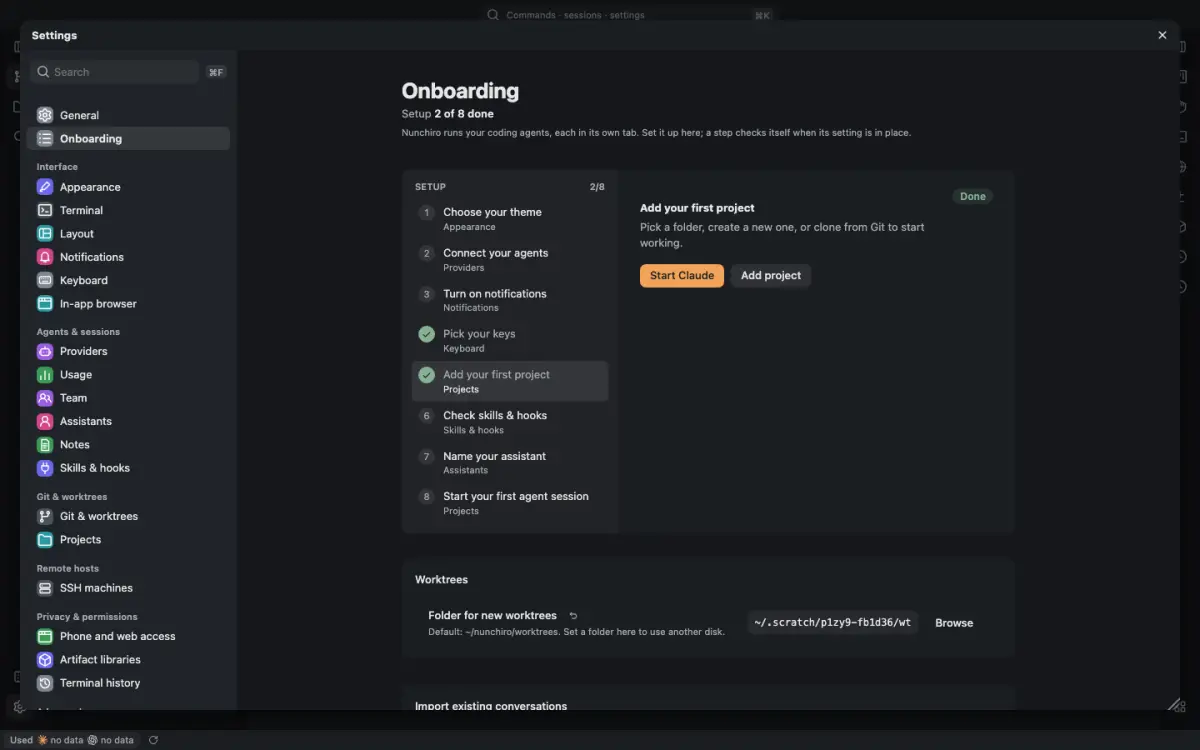 Commands · sessions · settings
⌘K
Settings
Search
⌘F
General
Onboarding
Interface
Appearance
Terminal
Layout
Notifications
Keyboard
In-app browser
Agents & sessions
Providers
Usage
Team
Assistants
Notes
Skills & hooks
Git & worktrees
Git & worktrees
Projects
Remote hosts
SSH machines
Privacy & permissions
Phone and web access
Artifact libraries
Terminal history
Onboarding
Setup 2 of 8 done
Nunchiro runs your coding agents, each in its own tab. Set it up here; a step checks itself when its setting is in place.
SETUP
2/8
1
Choose your theme
Appearance
2
Connect your agents
Providers
3
Turn on notifications
Notifications
Pick your keys
Keyboard
Add your first project
Projects
6
Check skills & hooks
Skills & hooks
7
Name your assistant
Assistants
8
Start your first agent session
Projects
Done
Add your first project
Pick a folder, create a new one, or clone from Git to start
working.
Start Claude
Add project
Worktrees
Folder for new worktrees
Default: ~/nunchiro/worktrees. Set a folder here to use another disk.
~/.scratch/p1zy9-fb1d36/wt
Browse
Import existing conversations
Used
no data
no data